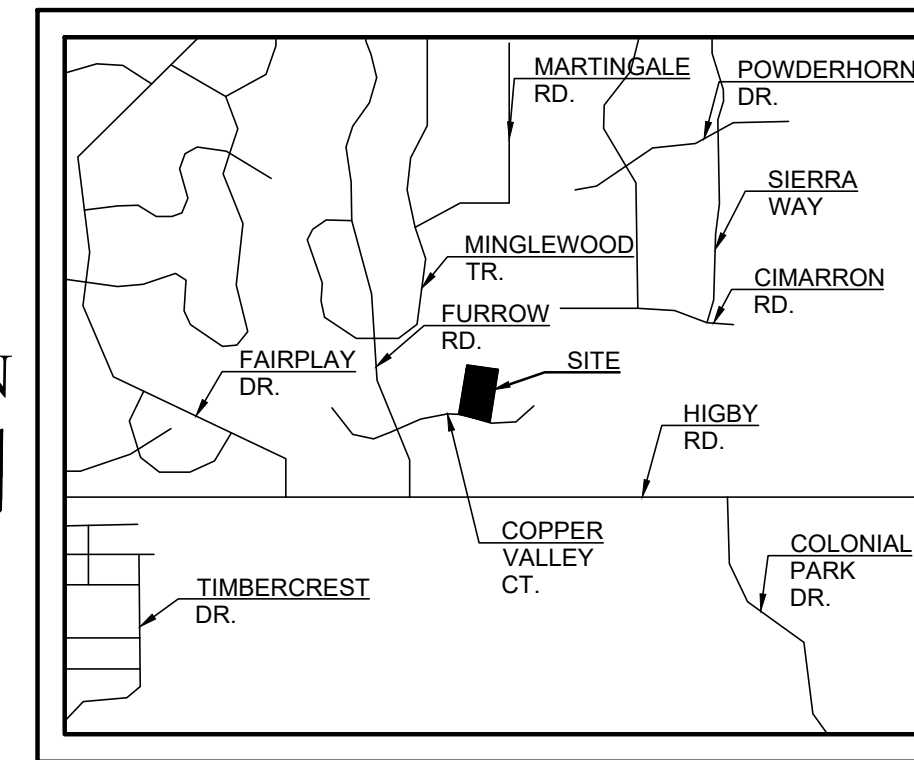 MARTINGALE
RD.
POWDERHORN
DR.
SIERRA
WAY
MINGLEWOOD
TR.
CIMARRON
RD.
FURROW
RD.
FAIRPLAY
DR.
SITE
N
HIGBY
RD.
COPPER
VALLEY
CT.
COLONIAL
PARK
DR.
TIMBERCREST
DR.